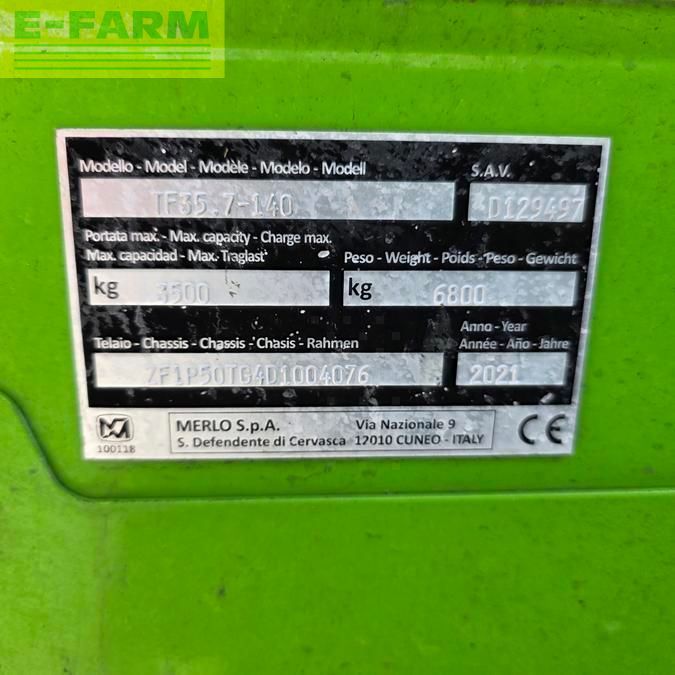 E-FARM
Modello - Model - Modèle - Modelo - Modell S.A.V.
TF35.7-140 D129497
Portata max. - Max. capacity - Charge max.
Max. capacidad - Max. Traglast Peso - Weight - Poids - Peso - Gewicht
kg 3500 kg 6800
Anno - Year
Telaio - Chassis - Chassis - Chasis - Rahmen Année - Año - Jahre
ZF1P50TG4D1004076 2021
MERLO S.p.A. Via Nazionale 9
S. Defendente di Cervasca 12010 CUNEO - ITALY
100118
CE